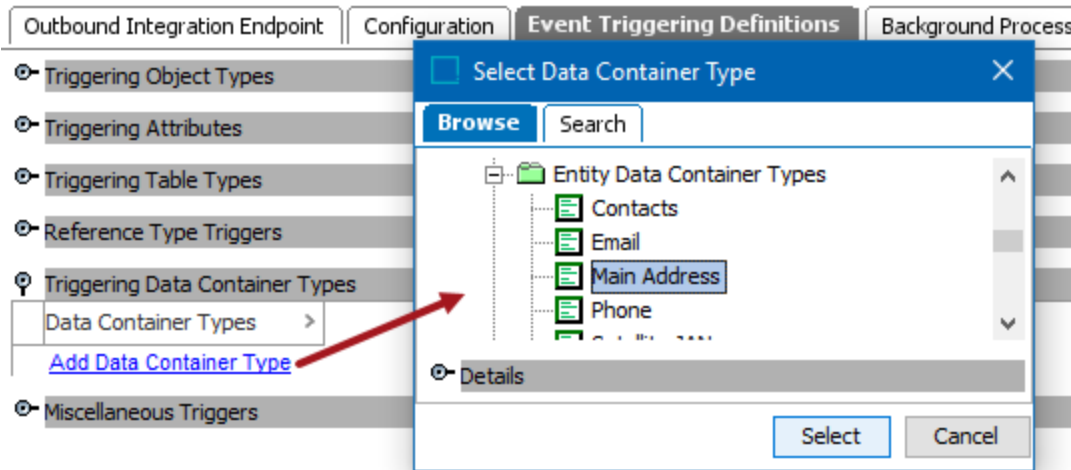 Outbound Integration Endpoint
Configuration
Event Triggering Definitions
Background Process
Triggering Object Types
Triggering Attributes
Triggering Table Types
Reference Type Triggers
Triggering Data Container Types
Data Container Types >
Add Data Container Type
Miscellaneous Triggers
Select Data Container Type
Browse
Search
Entity Data Container Types
Contacts
Email
Main Address
Phone
Details
Select
Cancel